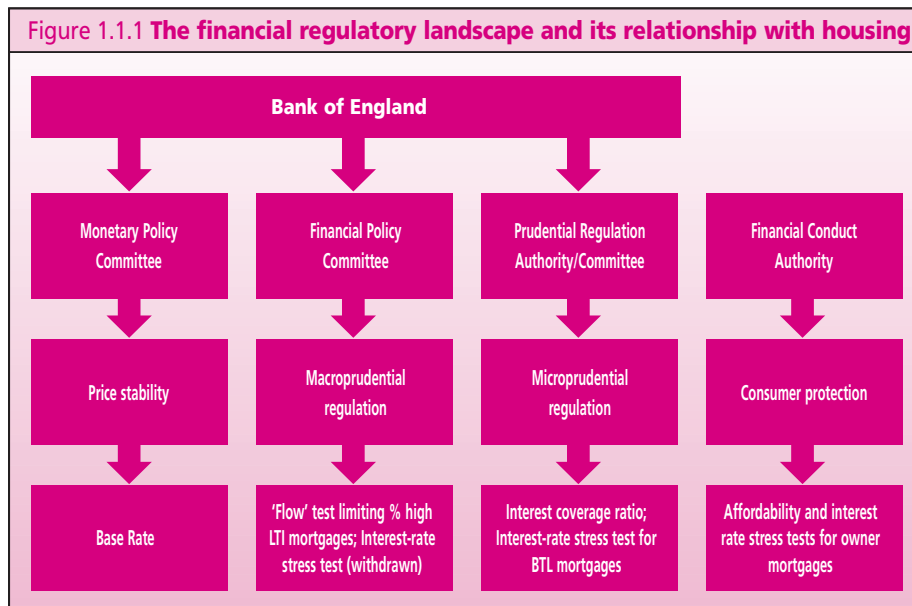 Figure 1.1.1 The financial regulatory landscape and its relationship with housing
Bank of England
Monetary Policy
Committee
Financial Policy
Committee
Prudential Regulation
Authority/Committee
Financial Conduct
Authority
Price stability
Macroprudential
regulation
Microprudential
regulation
Consumer protection
Base Rate
‘Flow’ test limiting % high
LTI mortgages; Interest-rate
stress test (withdrawn)
Interest coverage ratio;
Interest-rate stress test for
BTL mortgages
Affordability and interest
rate stress tests for owner
mortgages